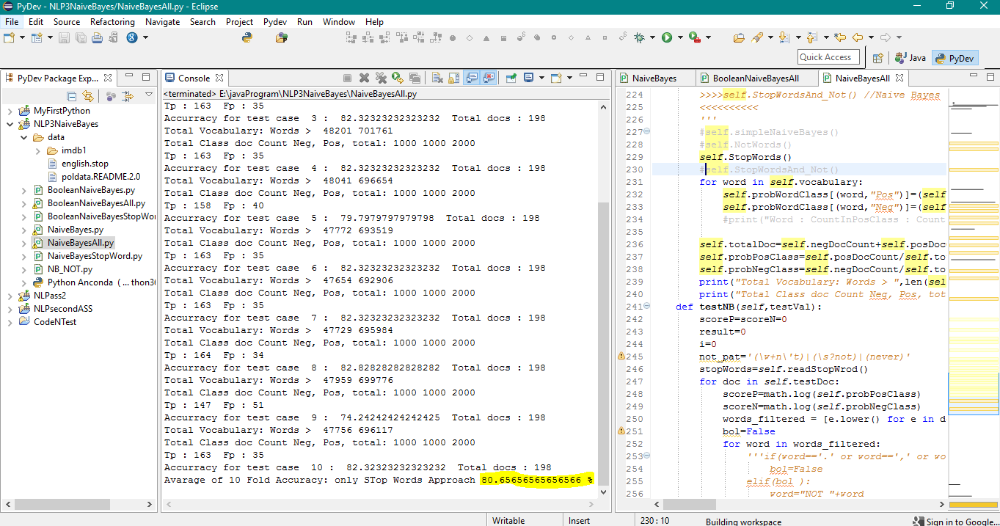 PyDev - NLP3NaiveBayes/NaiveBayesAll.py - Eclipse
File Edit Source Refactoring Navigate Search Project Pydev Run Window Help
Quick Access
Java
PyDev
PyDev Package Exp...
MyFirstPython
NLP3NaiveBayes
data
imdb1
english.stop
poldata.README.2.0
BooleanNaiveBayes.py
BooleanNaiveBayesAll.py
BooleanNaiveBayesStopWor
NaiveBayes.py
NaiveBayesAll.py
NaiveBayesStopWord.py
NB_NOT.py
Python Anconda ( ... thon36
NLPass2
NLPsecondASS
CodeNTest
Console
<terminated> E:\javaProgram\NLP3NaiveBayes\NaiveBayesAll.py
Tp : 163 Fp : 35
Accurracy for test case 3 : 82.32323232323232 Total docs : 198
Total Vocabulary: Words > 48201 701761
Total Class doc Count Neg, Pos, total: 1000 1000 2000
Tp : 163 Fp : 35
Accurracy for test case 4 : 82.32323232323232 Total docs : 198
Total Vocabulary: Words > 48041 696654
Total Class doc Count Neg, Pos, total: 1000 1000 2000
Tp : 158 Fp : 40
Accurracy for test case 5 : 79.7979797979798 Total docs : 198
Total Vocabulary: Words > 47772 693519
Total Class doc Count Neg, Pos, total: 1000 1000 2000
Tp : 163 Fp : 35
Accurracy for test case 6 : 82.32323232323232 Total docs : 198
Total Vocabulary: Words > 47654 692906
Total Class doc Count Neg, Pos, total: 1000 1000 2000
Tp : 163 Fp : 35
Accurracy for test case 7 : 82.32323232323232 Total docs : 198
Total Vocabulary: Words > 47729 695984
Total Class doc Count Neg, Pos, total: 1000 1000 2000
Tp : 164 Fp : 34
Accurracy for test case 8 : 82.82828282828282 Total docs : 198
Total Vocabulary: Words > 47959 699776
Total Class doc Count Neg, Pos, total: 1000 1000 2000
Tp : 147 Fp : 51
Accurracy for test case 9 : 74.24242424242425 Total docs : 198
Total Vocabulary: Words > 47756 696117
Total Class doc Count Neg, Pos, total: 1000 1000 2000
Tp : 163 Fp : 35
Accurracy for test case 10 : 82.32323232323232 Total docs : 198
Avarage of 10 Fold Accuracy: only STop Words Approach 80.65656565656566 %
NaiveBayes
BooleanNaiveBayesAll
NaiveBayesAll
224 >>>>self.StopWordsAnd_Not() //Naive Bayes
225 <<<<<<<<<<
226 '''
227 #self.simpleNaiveBayes()
228 #self.NotWords()
229 self.StopWords()
230 #self.StopWordsAnd_Not()
231 for word in self.vocabulary:
232 self.probWordClass[(word,"Pos")]=(self
233 self.probWordClass[(word,"Neg")]=(self
234 #print("Word : CountInPosClass : Count
235
236 self.totalDoc=self.negDocCount+self.posDoc
237 self.probPosClass=self.posDocCount/self.to
238 self.probNegClass=self.negDocCount/self.to
239 print("Total Vocabulary: Words > ",len(sel
240 print("Total Class doc Count Neg, Pos, tot
241 def testNB(self,testVal):
242 scoreP=scoreN=0
243 result=0
244 i=0
245 not_pat='(\w+n\'t)|(\s?not)|(never)'
246 stopWords=self.readStopWrod()
247 for doc in self.testDoc:
248 scoreP=math.log(self.probPosClass)
249 scoreN=math.log(self.probNegClass)
250 words_filtered = [e.lower() for e in d
251 bol=False
252 for word in words_filtered:
253 '''if(word=='.' or word==',' or wo
254 bol=False
255 elif(bol ):
256 word="NOT "+word
Writable
Insert
230 : 10
Building workspace
Sign in to Google...